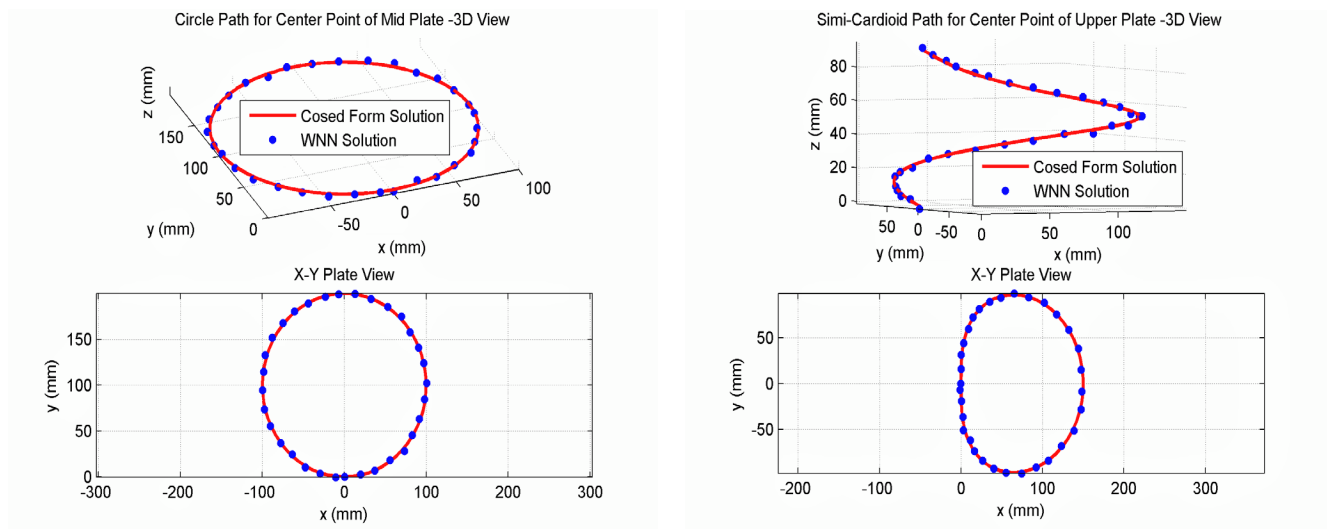 Circle Path for Center Point of Mid Plate -3D View
z (mm)
150
100
50
0
y (mm)
-50
0
50
100
x (mm)
Cosed Form Solution
WNN Solution
X-Y Plate View
y (mm)
150
100
50
0
-300
-200
-100
0
100
200
300
x (mm)
Simi-Cardioid Path for Center Point of Upper Plate -3D View
z (mm)
80
60
40
20
0
50
0
-50
y (mm)
0
50
100
x (mm)
Cosed Form Solution
WNN Solution
X-Y Plate View
y (mm)
50
0
-50
-200
-100
0
100
200
300
x (mm)